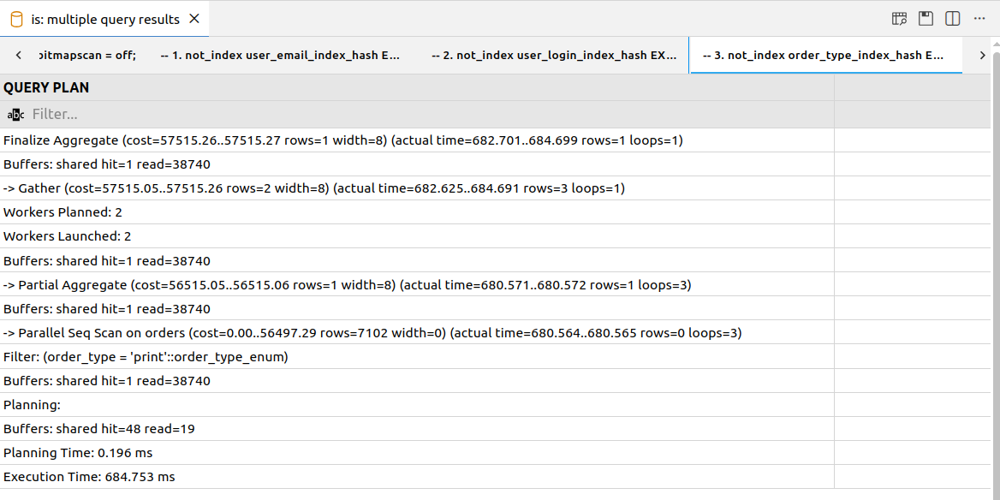 is: multiple query results
bitmapscan = off;
-- 1. not_index user_email_index_hash E...
-- 2. not_index user_login_index_hash EX...
-- 3. not_index order_type_index_hash E...
QUERY PLAN
abc Filter...
Finalize Aggregate (cost=57515.26..57515.27 rows=1 width=8) (actual time=682.701..684.699 rows=1 loops=1)
Buffers: shared hit=1 read=38740
-> Gather (cost=57515.05..57515.26 rows=2 width=8) (actual time=682.625..684.691 rows=3 loops=1)
Workers Planned: 2
Workers Launched: 2
Buffers: shared hit=1 read=38740
-> Partial Aggregate (cost=56515.05..56515.06 rows=1 width=8) (actual time=680.571..680.572 rows=1 loops=3)
Buffers: shared hit=1 read=38740
-> Parallel Seq Scan on orders (cost=0.00..56497.29 rows=7102 width=0) (actual time=680.564..680.565 rows=0 loops=3)
Filter: (order_type = 'print'::order_type_enum)
Buffers: shared hit=1 read=38740
Planning:
Buffers: shared hit=48 read=19
Planning Time: 0.196 ms
Execution Time: 684.753 ms